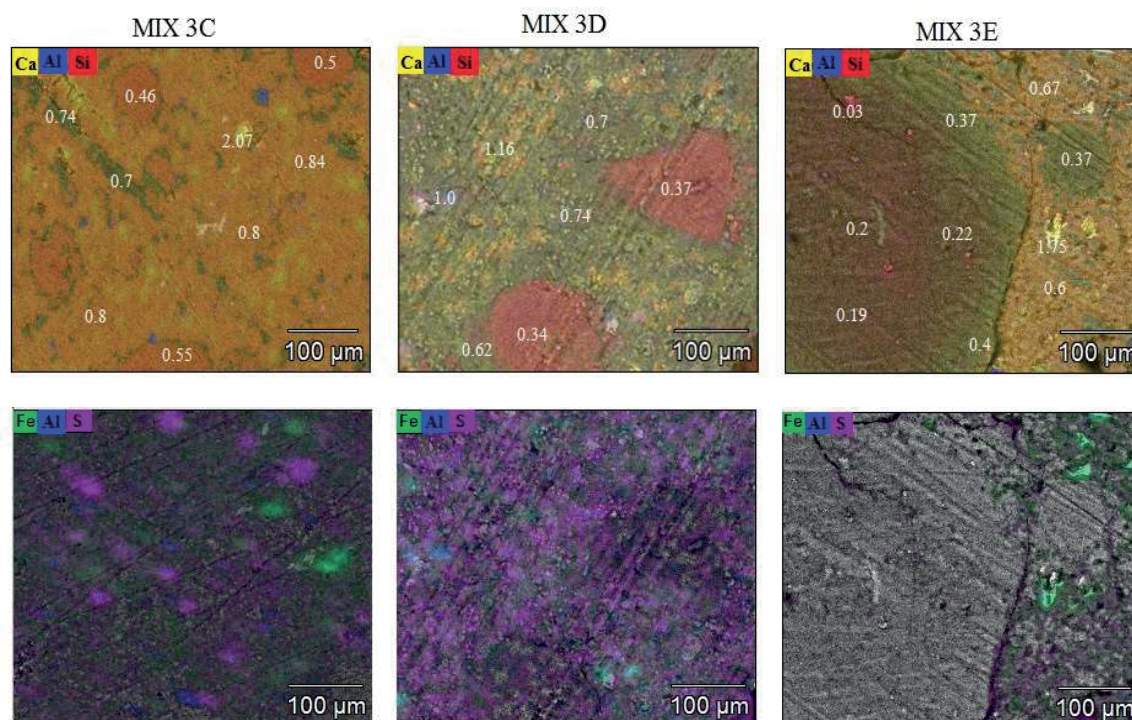 MIX 3C
MIX 3D
MIX 3E
Ca Al Si
0.5
0.46
0.74
2.07
0.84
0.7
0.8
0.8
0.55
100 µm
Ca Al Si
0.7
1.16
0.37
1.0
0.74
0.34
0.62
100 µm
Ca Al Si
0.67
0.03
0.37
0.37
0.2
0.22
1.75
0.6
0.19
0.4
100 µm
Fe Al S
100 µm
Fe Al S
100 µm
Fe Al S
100 µm